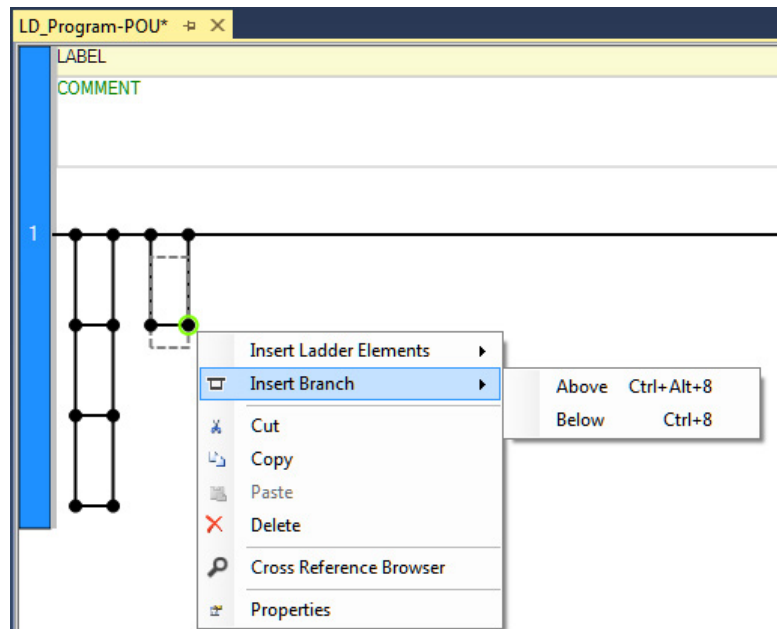 LD_Program-POU*
LABEL
COMMENT
1
Insert Ladder Elements
Insert Branch
Above Ctrl+Alt+8
Below Ctrl+8
Cut
Copy
Paste
Delete
Cross Reference Browser
Properties